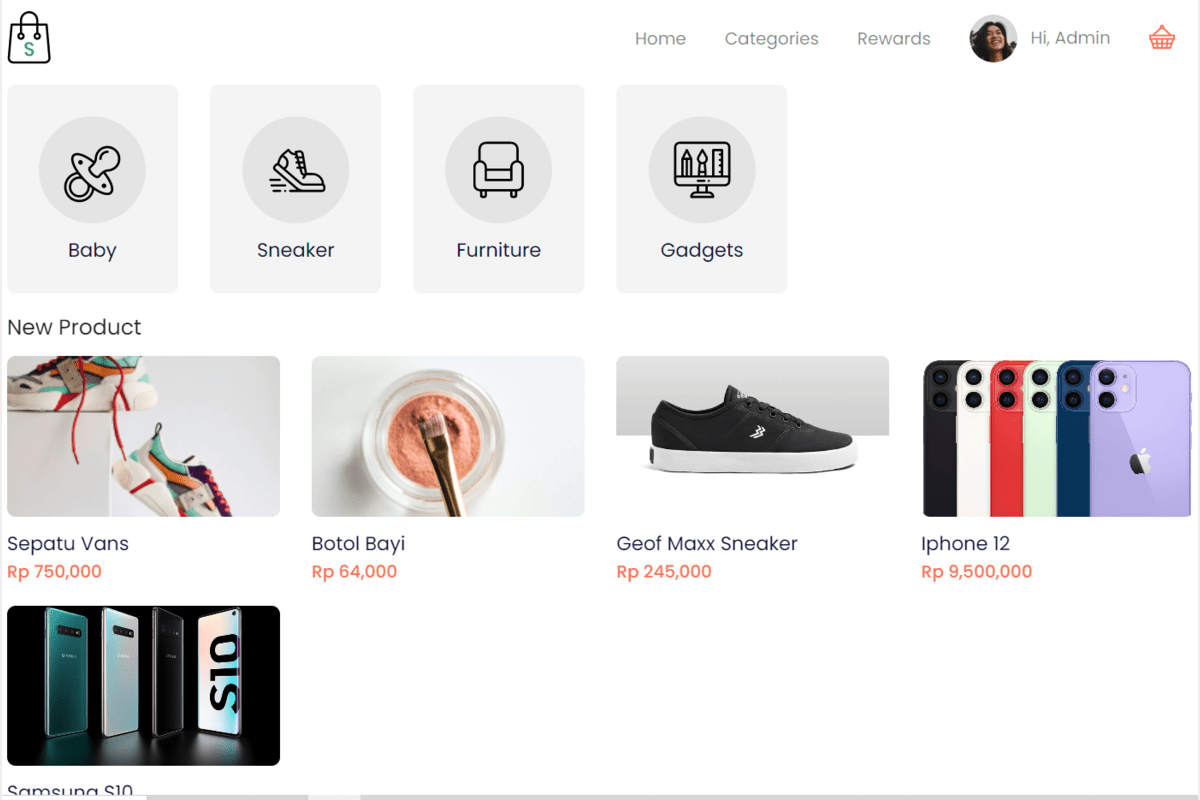 S
Home Categories Rewards Hi, Admin
Baby Sneaker Furniture Gadgets
New Product
Sepatu Vans Botol Bayi Geof Maxx Sneaker Iphone 12
Rp 750,000 Rp 64,000 Rp 245,000 Rp 9,500,000
S10
Samsung S10